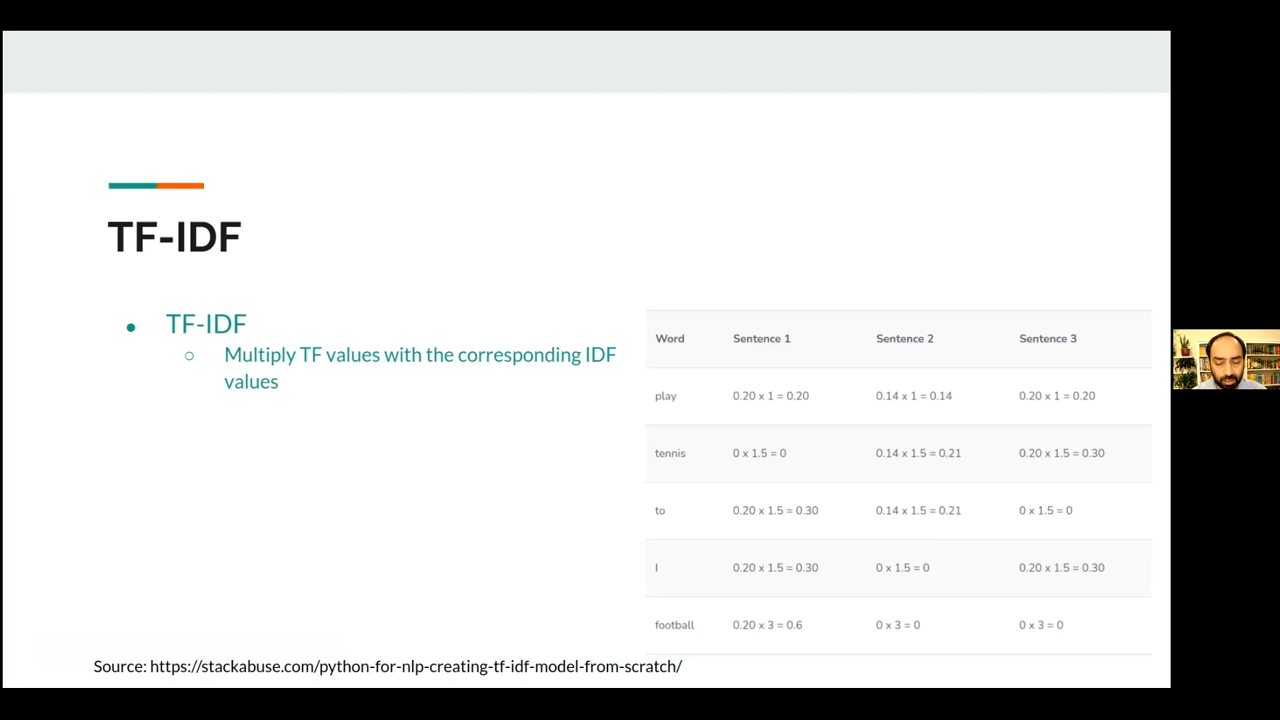 TF-IDF
TF-IDF
Multiply TF values with the corresponding IDF
values
Word Sentence 1 Sentence 2 Sentence 3
play 0.20 x 1 = 0.20 0.14 x 1 = 0.14 0.20 x 1 = 0.20
tennis 0 x 1.5 = 0 0.14 x 1.5 = 0.21 0.20 x 1.5 = 0.30
to 0.20 x 1.5 = 0.30 0.14 x 1.5 = 0.21 0 x 1.5 = 0
I 0.20 x 1.5 = 0.30 0 x 1.5 = 0 0.20 x 1.5 = 0.30
football 0.20 x 3 = 0.6 0 x 3 = 0 0 x 3 = 0
Source: https://stackabuse.com/python-for-nlp-creating-tf-idf-model-from-scratch/